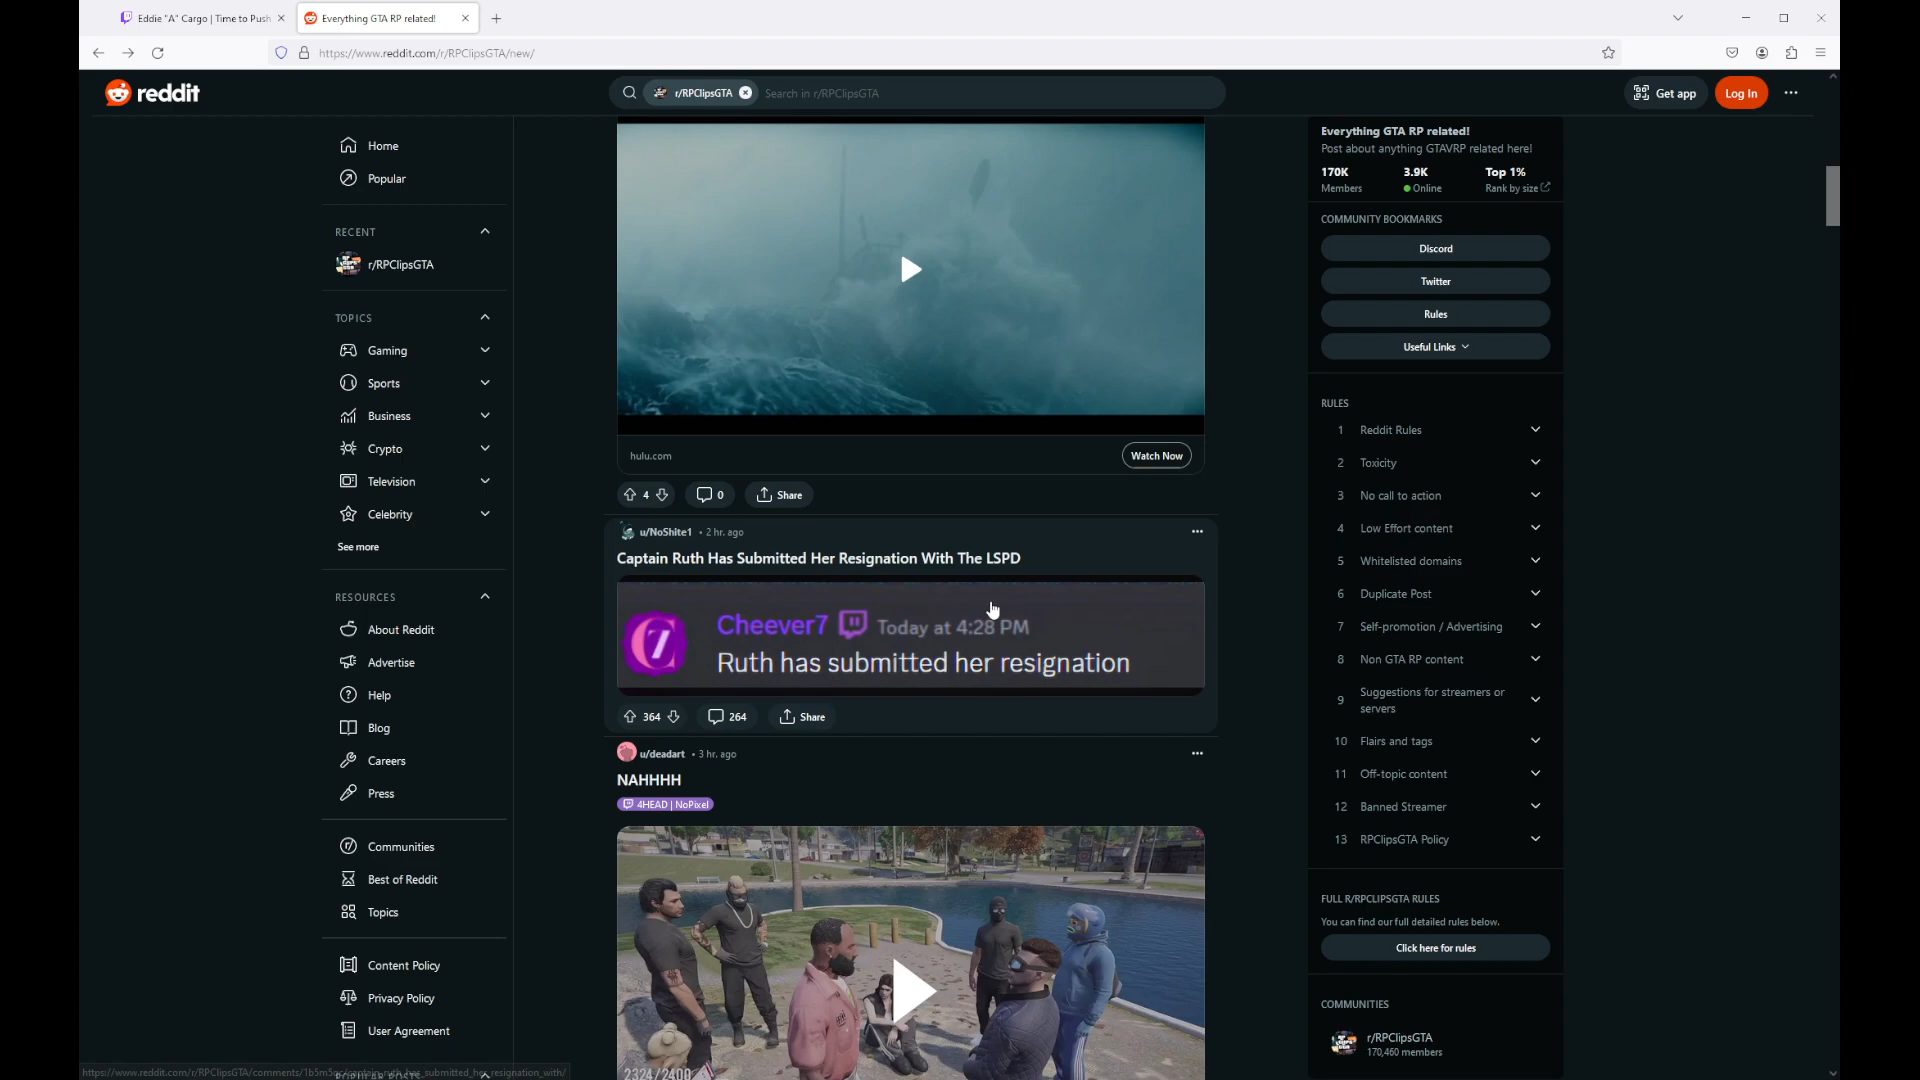 Eddie "A" Cargo | Time to Push
Everything GTA RP related!
https://www.reddit.com/r/RPClipsGTA/new/
reddit
r/RPClipsGTA
Search in r/RPClipsGTA
Get app
Log In
Home
Popular
RECENT
r/RPClipsGTA
TOPICS
Gaming
Sports
Business
Crypto
Television
Celebrity
See more
RESOURCES
About Reddit
Advertise
Help
Blog
Careers
Press
Communities
Best of Reddit
Topics
Content Policy
Privacy Policy
User Agreement
POPULAR POSTS
hulu.com
Watch Now
4
0
Share
u/NoShite1 • 2 hr. ago
Captain Ruth Has Submitted Her Resignation With The LSPD
Cheever7 Today at 4:28 PM
Ruth has submitted her resignation
364
264
Share
u/deadart • 3 hr. ago
NAHHHH
4HEAD | NoPixel
2324/2400
Everything GTA RP related!
Post about anything GTAVRP related here!
170K 3.9K Top 1%
Members Online Rank by size
COMMUNITY BOOKMARKS
Discord
Twitter
Rules
Useful Links
RULES
1 Reddit Rules
2 Toxicity
3 No call to action
4 Low Effort content
5 Whitelisted domains
6 Duplicate Post
7 Self-promotion / Advertising
8 Non GTA RP content
9 Suggestions for streamers or
servers
10 Flairs and tags
11 Off-topic content
12 Banned Streamer
13 RPClipsGTA Policy
FULL R/RPCLIPSGTA RULES
You can find our full detailed rules below.
Click here for rules
COMMUNITIES
r/RPClipsGTA
170,460 members